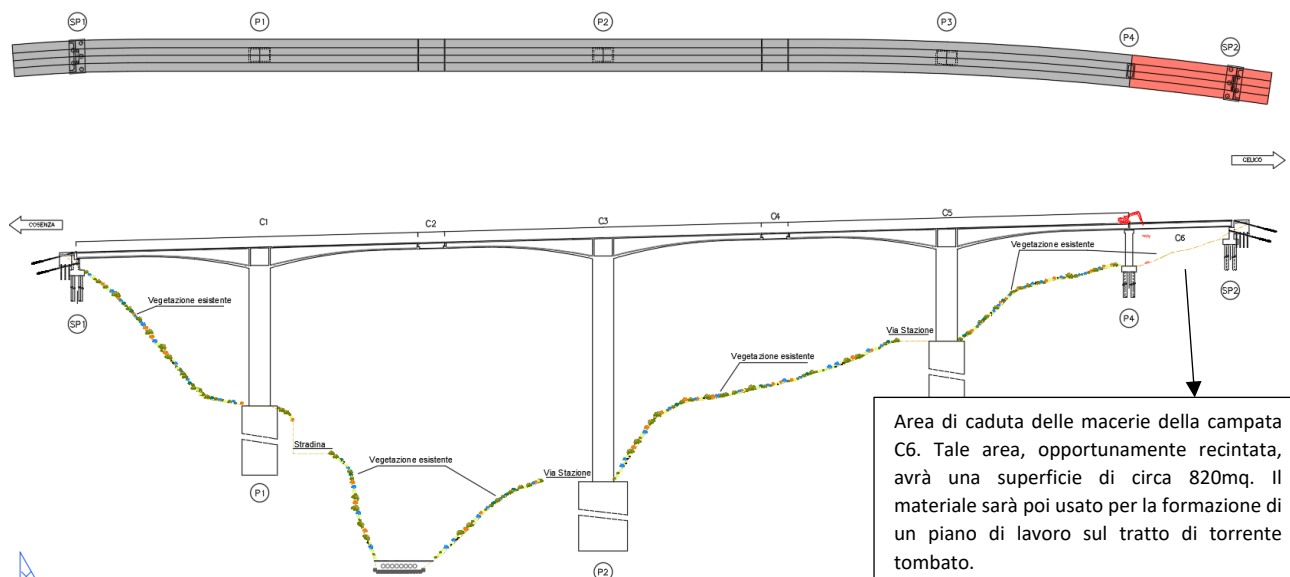 SP1
P1
P2
P3
P4
SP2
CELICO
COSENZA
C1
C2
C3
C4
C5
C6
Vegetazione esistente
Vegetazione esistente
SP1
SP2
P4
Via Stazione
Vegetazione esistente
Stradina
Vegetazione esistente
Via Stazione
P1
P2
Area di caduta delle macerie della campata
C6. Tale area, opportunamente recintata,
avrà una superficie di circa 820mq. Il
materiale sarà poi usato per la formazione di
un piano di lavoro sul tratto di torrente
tombato.